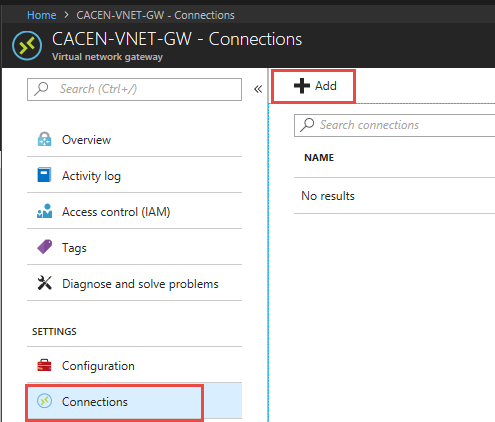 Home > CACEN-VNET-GW - Connections
CACEN-VNET-GW - Connections
Virtual network gateway
Search (Ctrl+/)
«
Overview
Activity log
Access control (IAM)
Tags
Diagnose and solve problems
SETTINGS
Configuration
Connections
Add
Search connections
NAME
No results